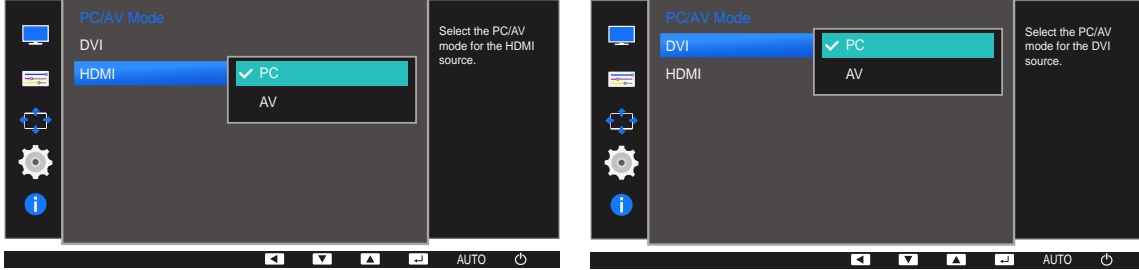 PC/AV Mode
DVI
HDMI
PC
AV
Select the PC/AV
mode for the HDMI
source.
AUTO
PC/AV Mode
DVI
HDMI
PC
AV
Select the PC/AV
mode for the DVI
source.
AUTO